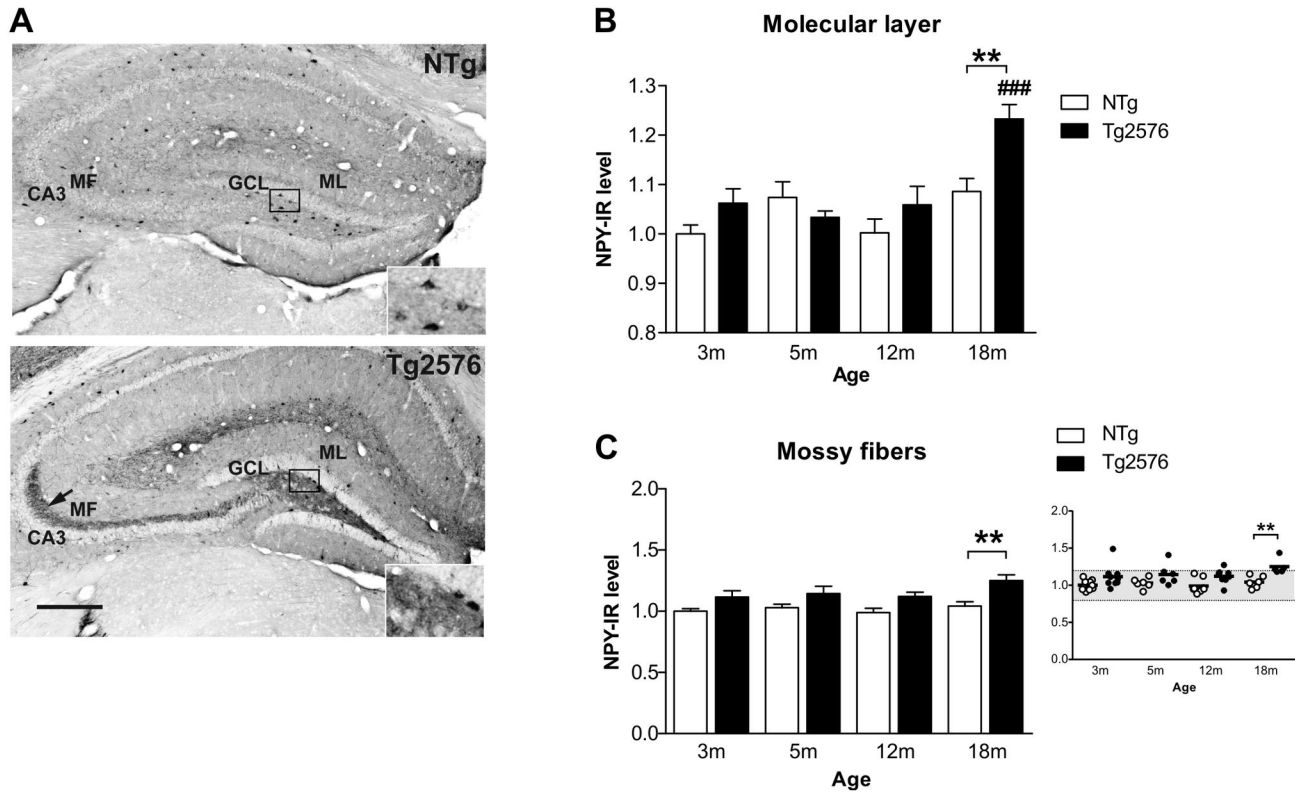 A
NTg
CA3
MF
GCL
ML
Tg2576
GCL
ML
MF
CA3
B
Molecular layer
**
###
NTg
Tg2576
NPY-IR level
1.3
1.2
1.1
1.0
0.9
0.8
3m 5m 12m 18m
Age
C
Mossy fibers
NTg
Tg2576
NPY-IR level
2.0
1.5
1.0
0.5
0.0
**
3m 5m 12m 18m
Age
2.0
1.5
1.0
0.5
0.0
**
3m 5m 12m 18m
Age